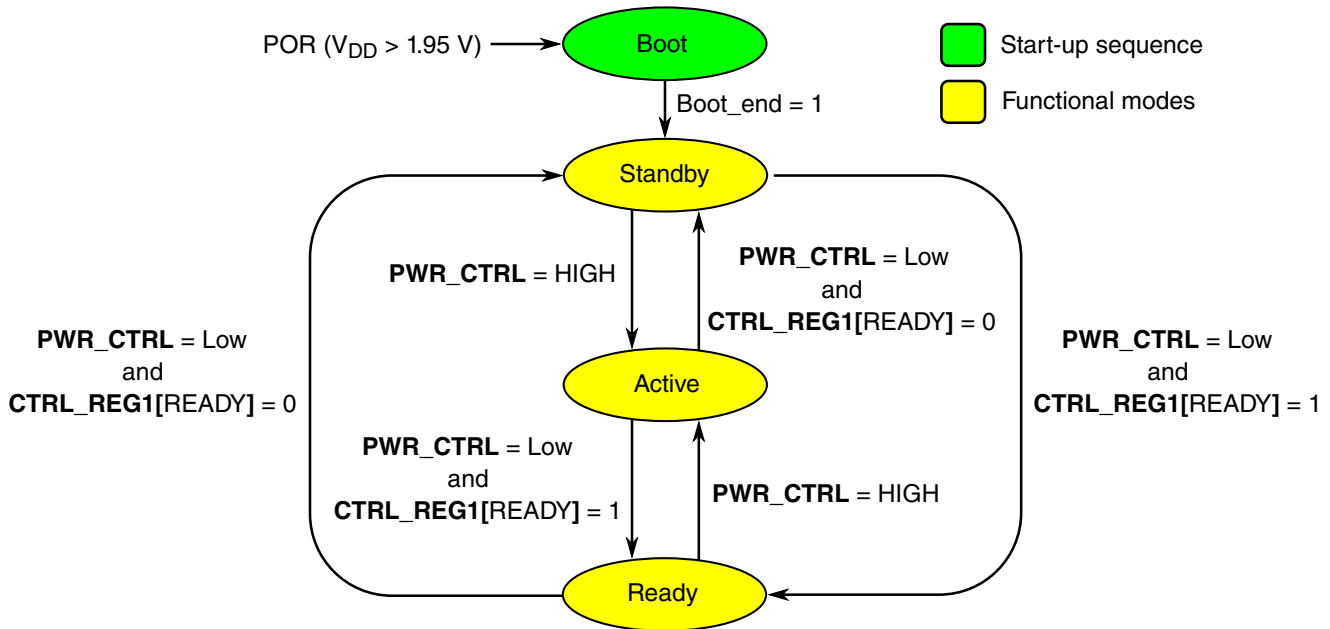 POR (VDD > 1.95 V)
Boot
Start-up sequence
Functional modes
Boot_end = 1
Standby
PWR_CTRL = HIGH
PWR_CTRL = Low
and
CTRL_REG1[READY] = 0
PWR_CTRL = Low
and
CTRL_REG1[READY] = 0
PWR_CTRL = Low
and
CTRL_REG1[READY] = 1
Active
PWR_CTRL = Low
and
CTRL_REG1[READY] = 1
PWR_CTRL = HIGH
Ready